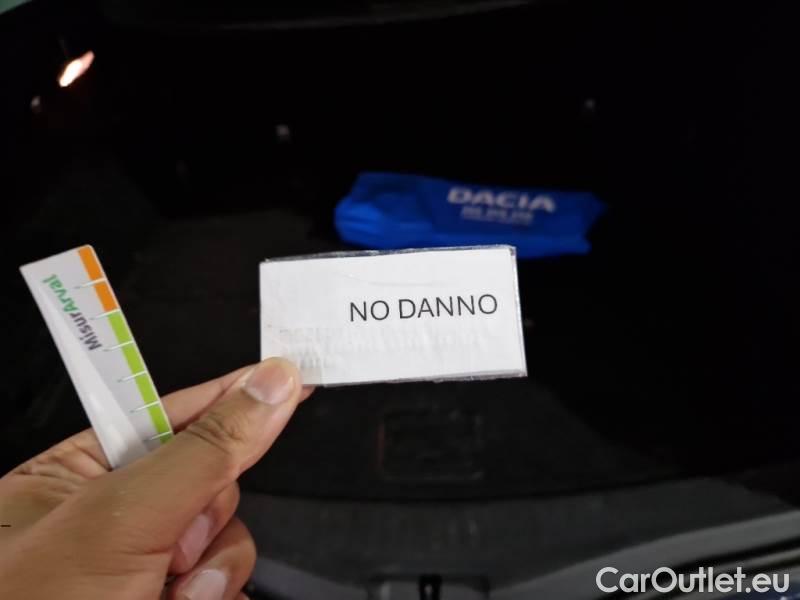 DACIA
NO DANNO
MisurArval
CarOutlet.eu